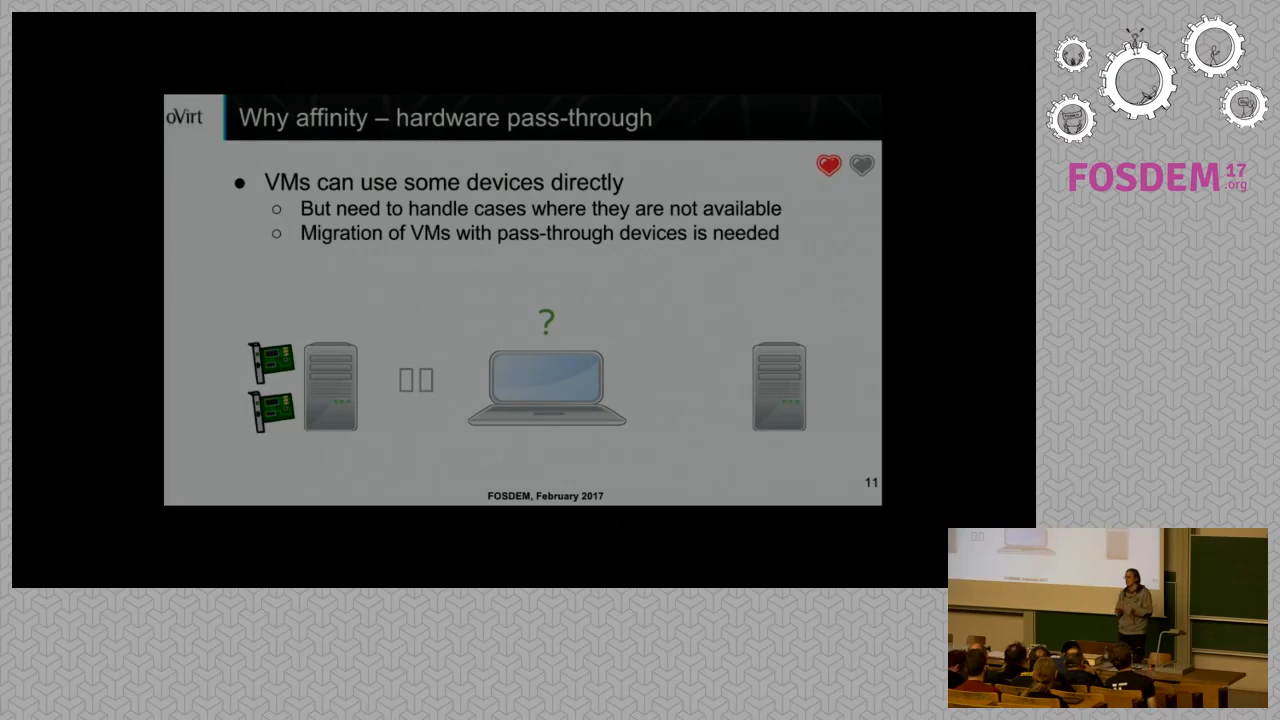 oVirt
Why affinity – hardware pass-through
● VMs can use some devices directly
○ But need to handle cases where they are not available
○ Migration of VMs with pass-through devices is needed
?
11
FOSDEM, February 2017
FOSDEM 17
.org